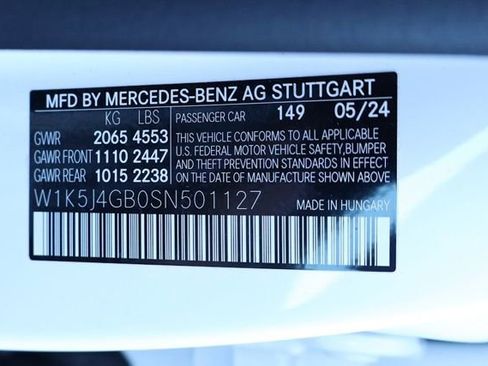 MFD BY MERCEDES-BENZ AG STUTTGART
KG LBS PASSENGER CAR 149 05/24
GVWR 2065 4553
GAWR FRONT 1110 2447
GAWR REAR 1015 2238
THIS VEHICLE CONFORMS TO ALL APPLICABLE
U.S. FEDERAL MOTOR VEHICLE SAFETY,BUMPER
AND THEFT PREVENTION STANDARDS IN EFFECT
ON THE DATE OF MANUFACTURE SHOWN ABOVE.
W1K5J4GB0SN501127
MADE IN HUNGARY